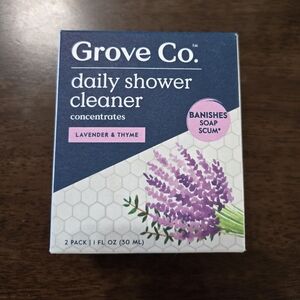 Grove Co.™
daily shower
cleaner
concentrates
LAVENDER & THYME
BANISHES
SOAP
SCUM*
2 PACK | 1 FL OZ (30 ML)